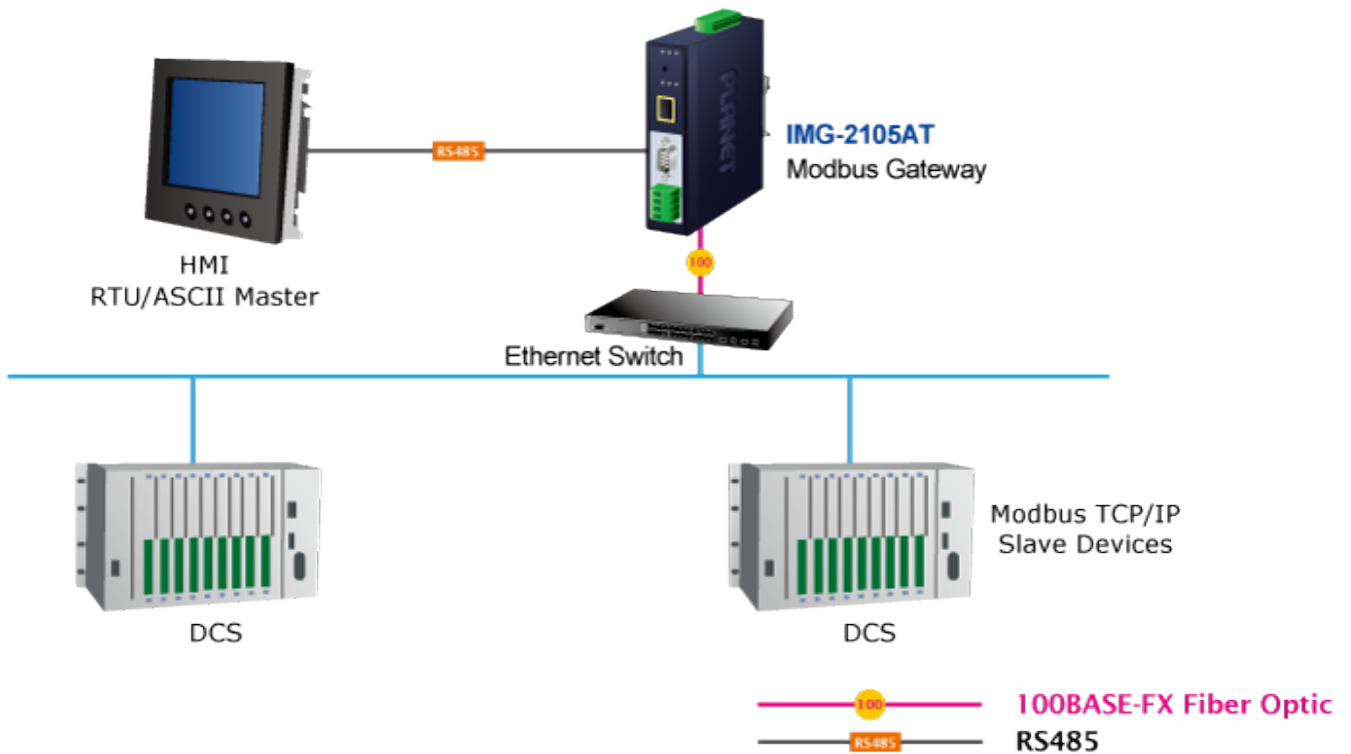 PLANET
RS485
IMG-2105AT
Modbus Gateway
HMI
RTU/ASCII Master
100
Ethernet Switch
Modbus TCP/IP
Slave Devices
DCS
DCS
100
100BASE-FX Fiber Optic
RS485
RS485